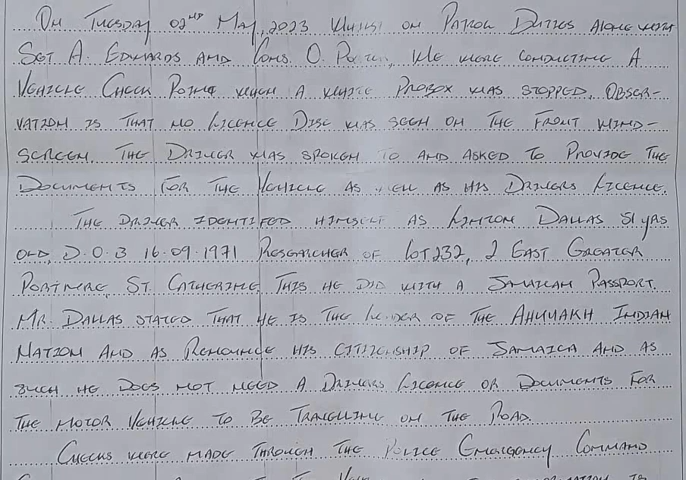 On Tuesday 02nd May, 2023 whilst on Patrol Duties along with
Sgt A. Edwards and Cons. O. we were conducting a
Vehicle Check Point when a white Probox was stopped. Obser-
vation is that no Licence Disc was seen on the front wind-
screen. The Driver was spoken to and asked to provide the
Documents for the Vehicle as well as his Drivers Licence.
The Driver identified himself as Linton Dallas 51 yrs
old, D.O.B 16.09.1971 Researcher of Lot 232, 2 East Greater
Portmore, St. Catherine. This he did with a Jamaican Passport.
Mr. Dallas stated that he is the leader of the Indian
Nation and as Renounce his citizenship of Jamaica and as
such he does not need a Drivers Licence or Documents for
the motor vehicle to be travelling on the road
Checks were made through the Police Emergency Command